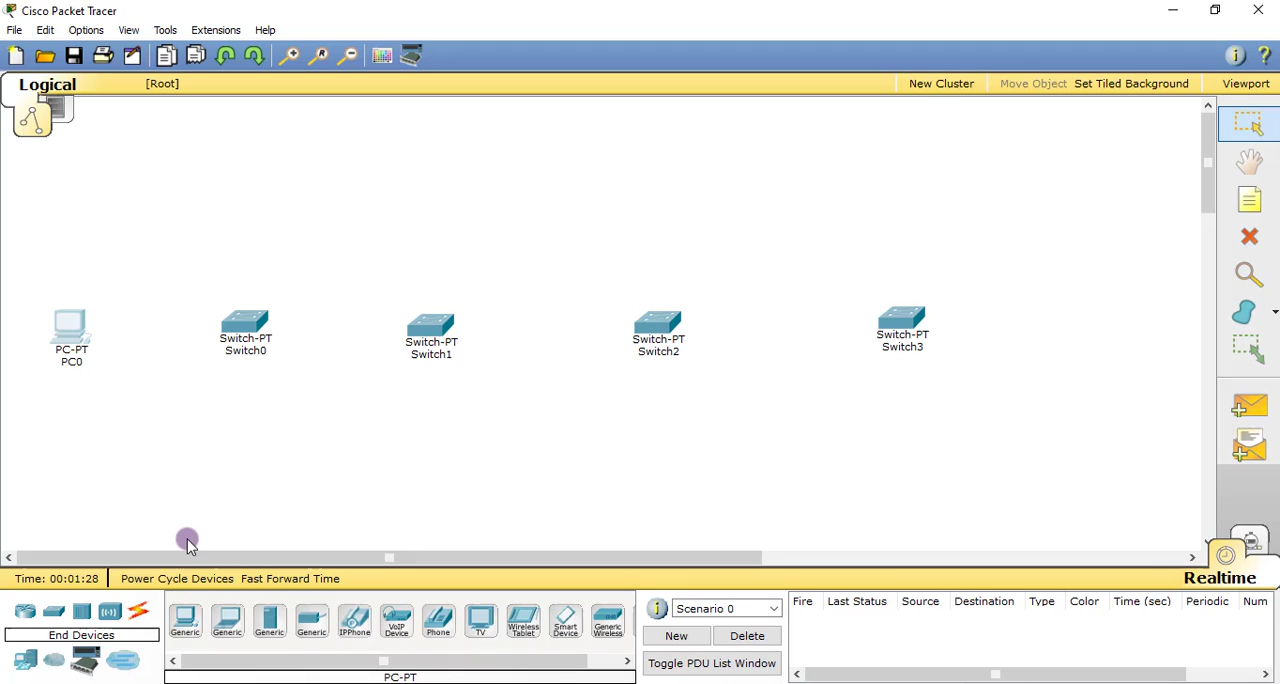 Cisco Packet Tracer
File Edit Options View Tools Extensions Help
Logical [Root] New Cluster Move Object Set Tiled Background Viewport
PC-PT
PC0
Switch-PT
Switch0
Switch-PT
Switch1
Switch-PT
Switch2
Switch-PT
Switch3
Time: 00:01:28 Power Cycle Devices Fast Forward Time Realtime
End Devices
Generic Generic Generic Generic IPPhone VoIP Device Phone TV Wireless Tablet Smart Device Generic Wireless
PC-PT
Scenario 0
New Delete
Toggle PDU List Window
Fire Last Status Source Destination Type Color Time (sec) Periodic Num